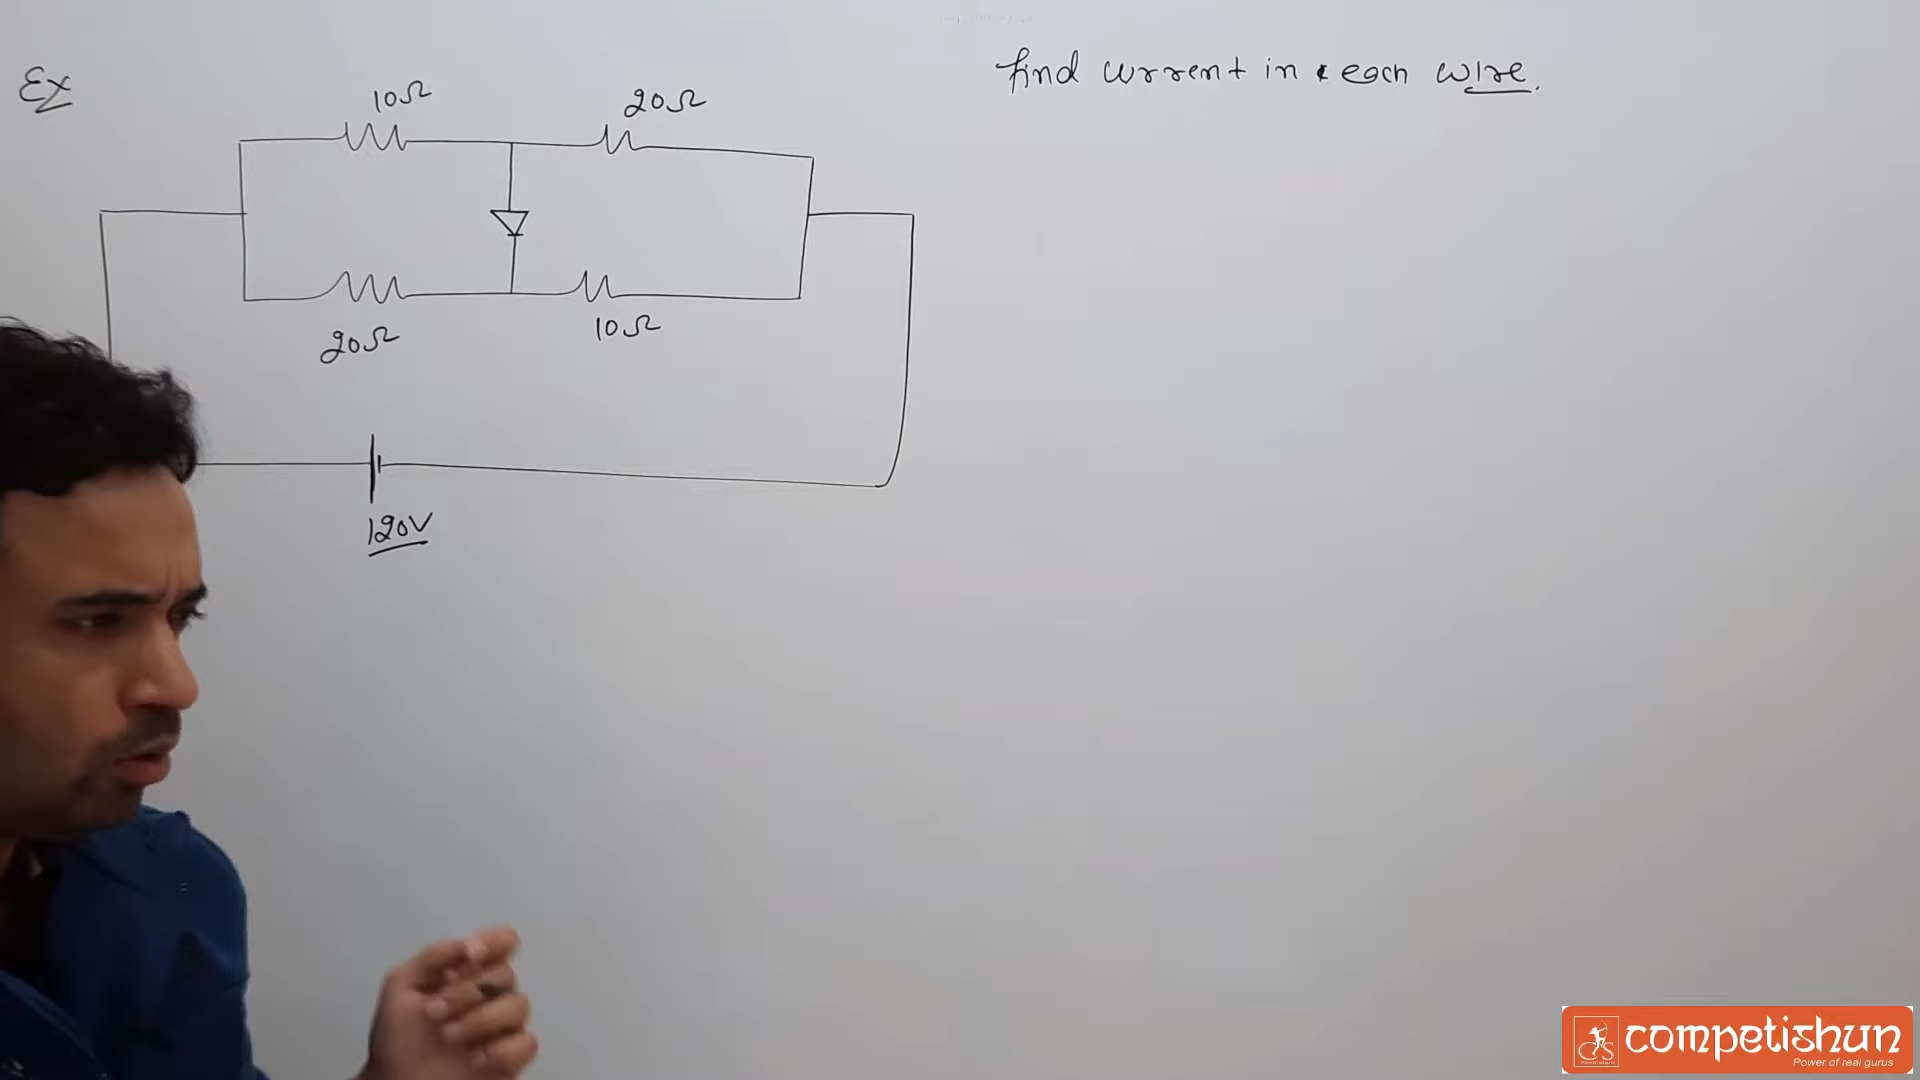 Ex
find current in each wire.
10Ω
20Ω
20Ω
10Ω
120V
competishun
Power of real gurus